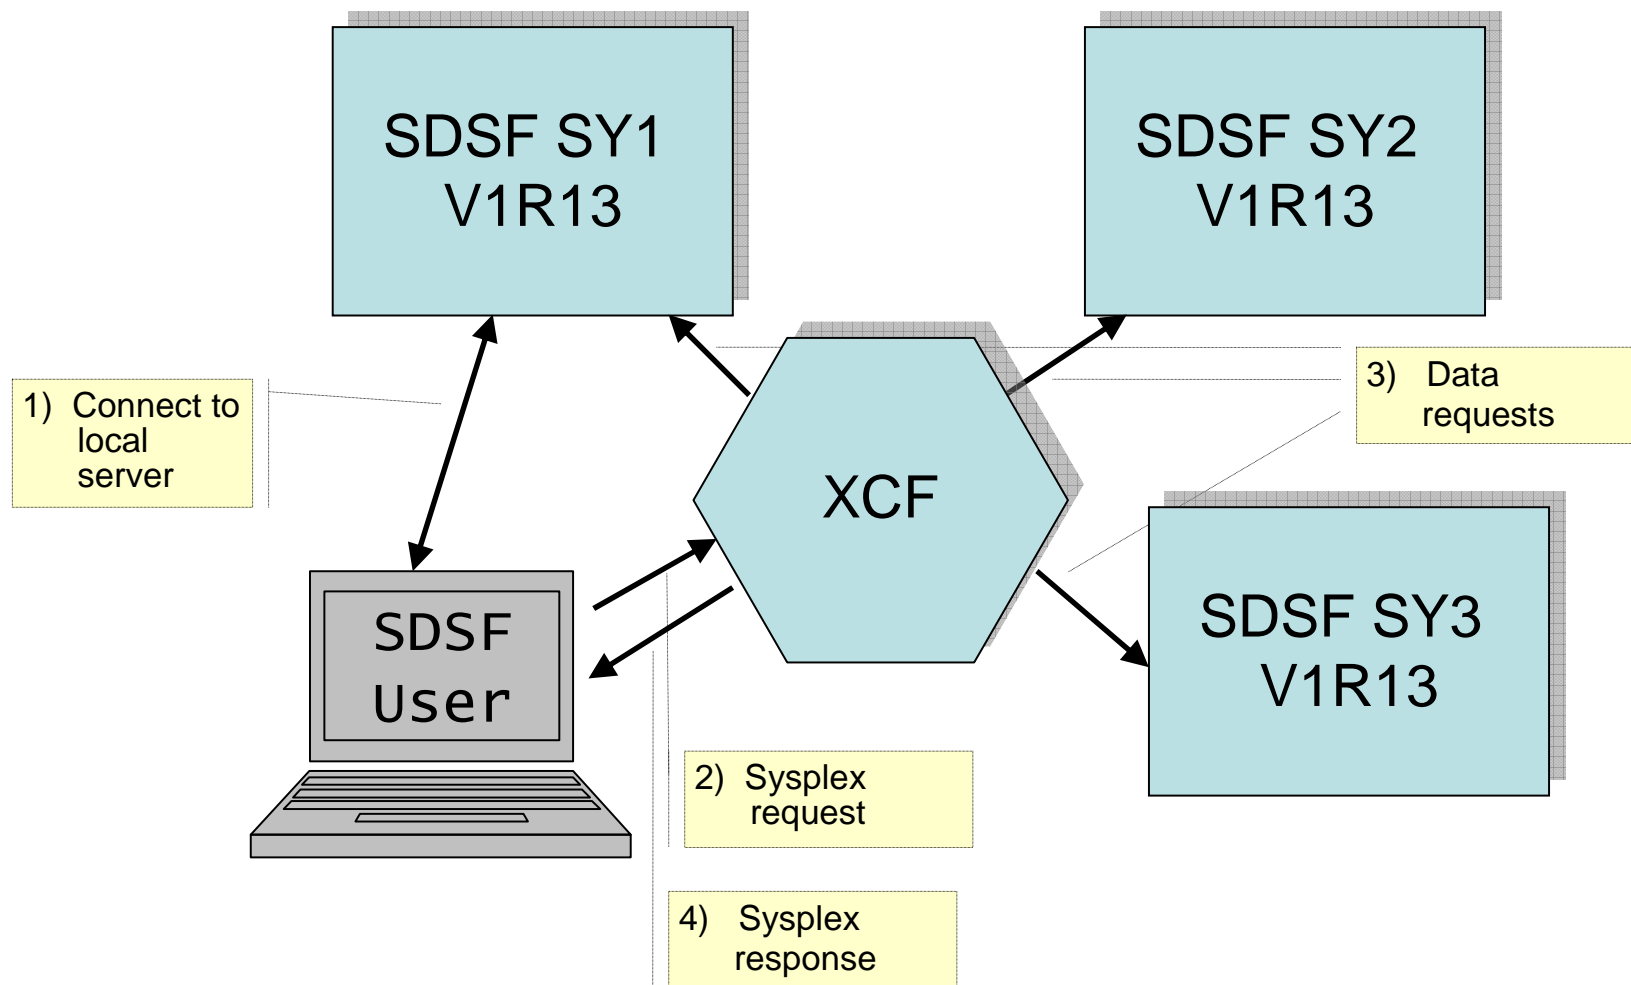 SDSF SY1
V1R13
SDSF SY2
V1R13
1) Connect to
local
server
3) Data
requests
XCF
SDSF SY3
V1R13
SDSF
User
2) Sysplex
request
4) Sysplex
response